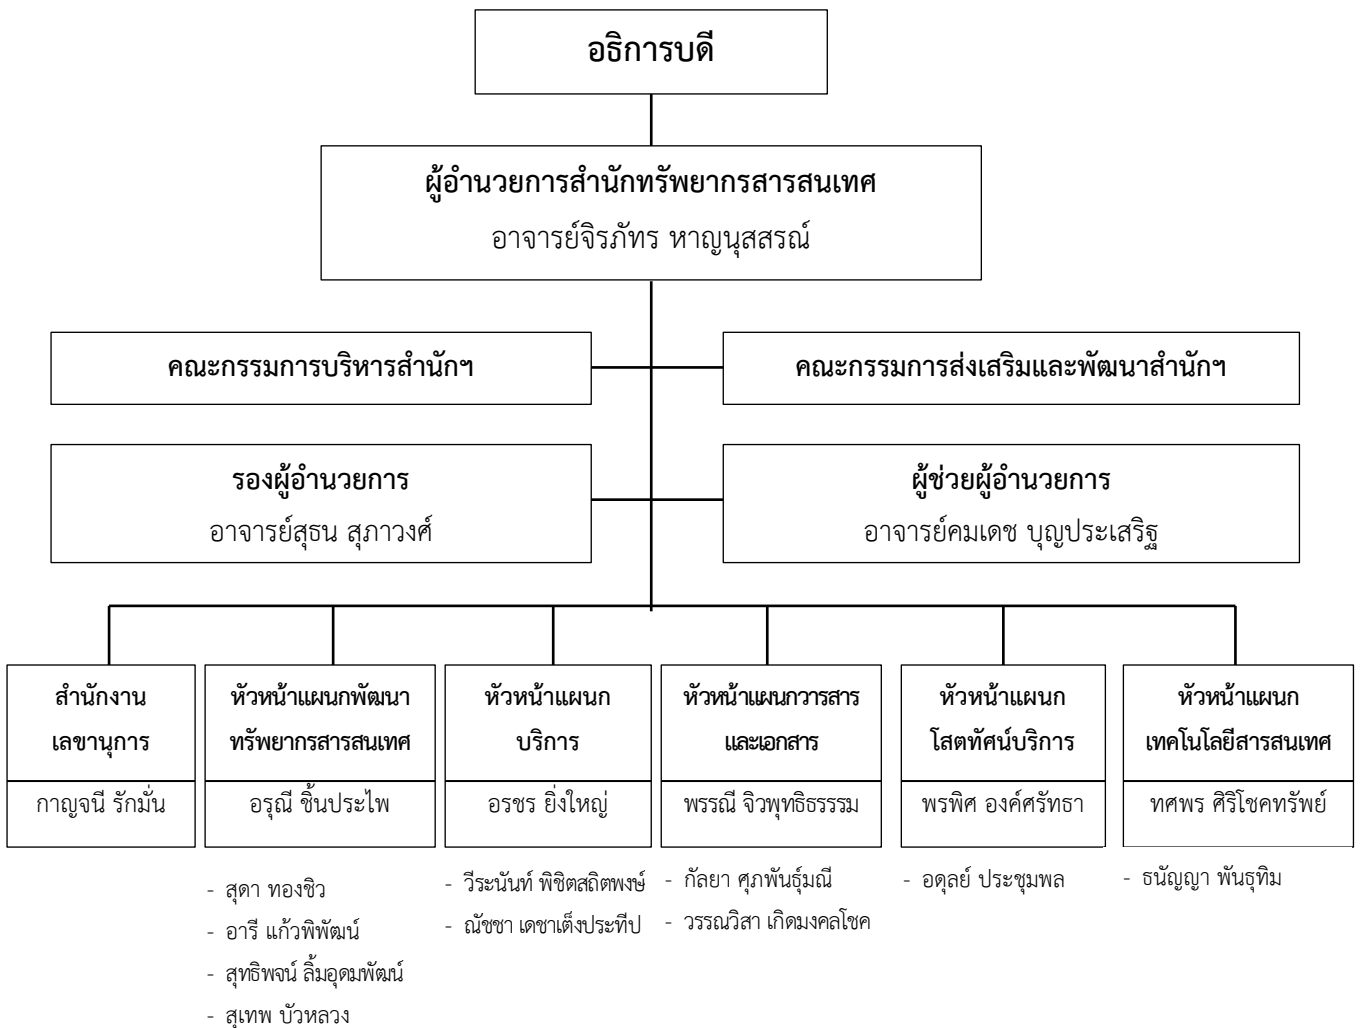 อธิการบดี
ผู้อำนวยการสำนักทรัพยากรสารสนเทศ
อาจารย์จิรภัทร หาญนุสสรณ์
คณะกรรมการบริหารสำนักฯ
คณะกรรมการส่งเสริมและพัฒนาสำนักฯ
รองผู้อำนวยการ
อาจารย์สุธน สุภาวงศ์
ผู้ช่วยผู้อำนวยการ
อาจารย์คมเดช บุญประเสริฐ
สำนักงาน
เลขานุการ
กาญจนี รักมั่น
หัวหน้าแผนกพัฒนา
ทรัพยากรสารสนเทศ
อรุณี ชิ้นประไพ
- สุดา ทองชิว
- อารี แก้วพิพัฒน์
- สุทธิพจน์ ลิ้มอุดมพัฒน์
- สุเทพ บัวหลวง
หัวหน้าแผนก
บริการ
อรชร ยิ่งใหญ่
- วีระนันท์ พิชิตสถิตพงษ์
- ณัชชา เดชาเต็งประทีป
หัวหน้าแผนกวารสาร
และเอกสาร
พรรณี จิวพุทธิธรรรม
- กัลยา ศุภพันธุ์มณี
- วรรณวิสา เกิดมงคลโชค
หัวหน้าแผนก
โสตทัศน์บริการ
พรพิศ องค์ศรัทธา
- อดุลย์ ประชุมพล
หัวหน้าแผนก
เทคโนโลยีสารสนเทศ
ทศพร ศิริโชคทรัพย์
- ธนัญญา พันธุทิม